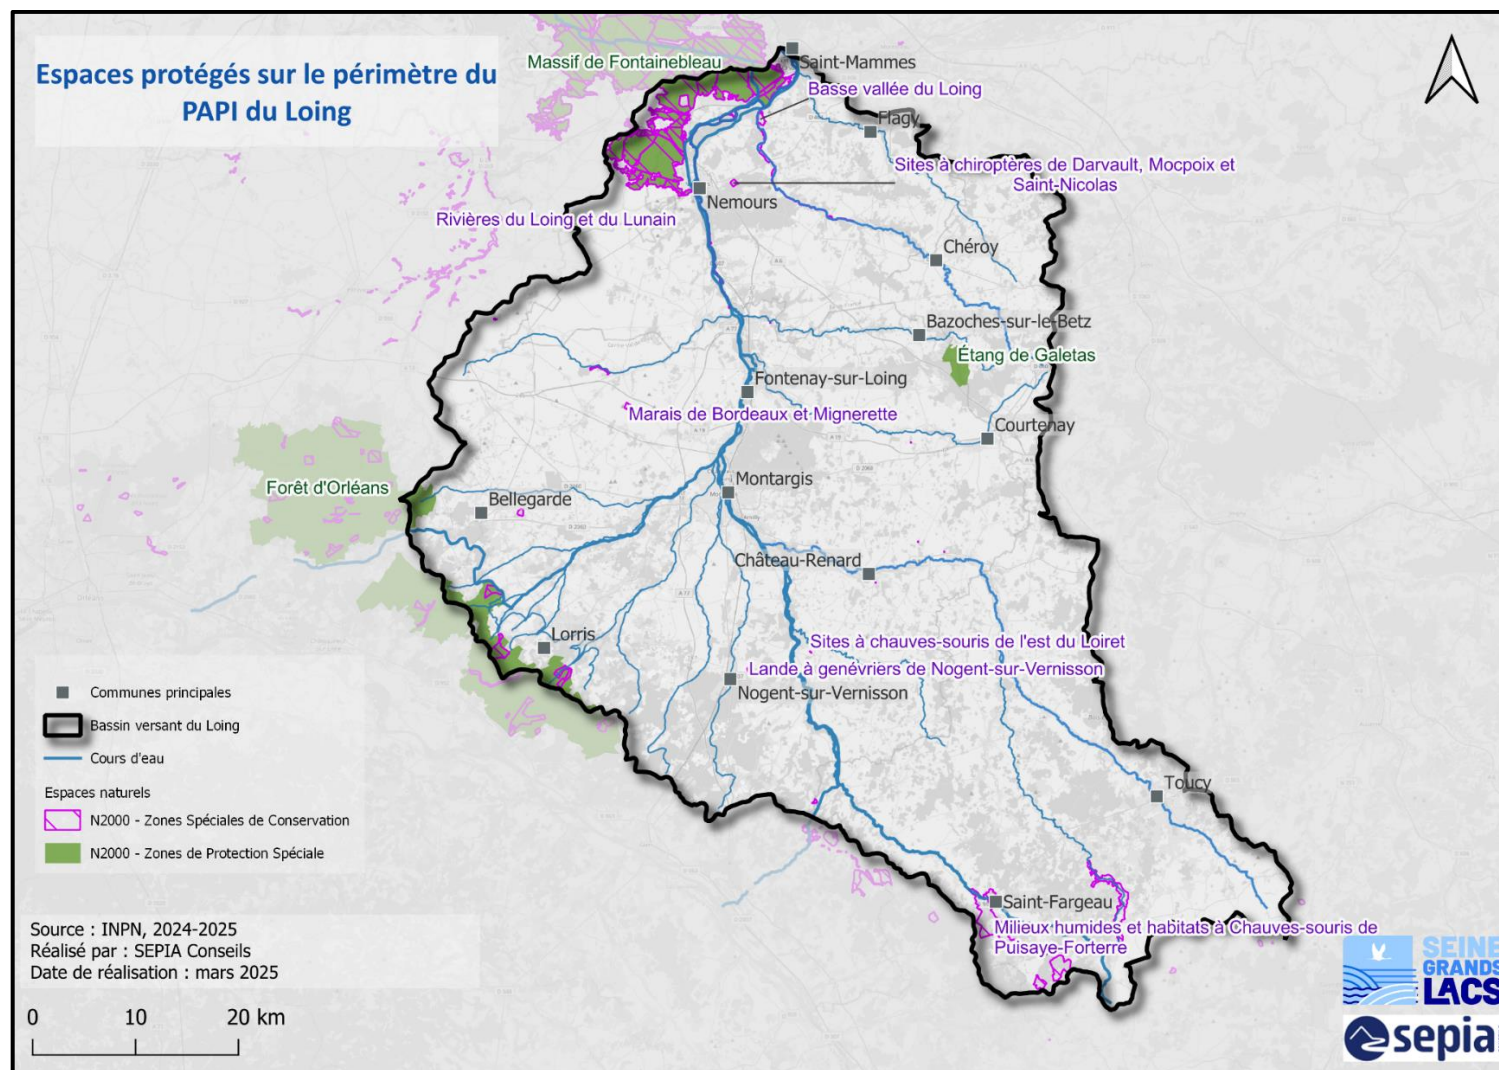 Espaces protégés sur le périmètre du
PAPI du Loing
Massif de Fontainebleau
Saint-Mammes
Basse vallée du Loing
Flagy
Sites à chiroptères de Darvault, Mocpoix et
Saint-Nicolas
Nemours
Rivières du Loing et du Lunain
Chéroy
Bazoches-sur-le-Betz
Étang de Galetas
Fontenay-sur-Loing
Marais de Bordeaux et Mignerette
Courtenay
Forêt d'Orléans
Bellegarde
Montargis
Château-Renard
Lorris
Sites à chauves-souris de l'est du Loiret
Lande à genévriers de Nogent-sur-Vernisson
Nogent-sur-Vernisson
Toucy
Saint-Fargeau
Milieux humides et habitats à Chauves-souris de
Puisaye-Forterre
Communes principales
Bassin versant du Loing
Cours d'eau
Espaces naturels
N2000 - Zones Spéciales de Conservation
N2000 - Zones de Protection Spéciale
Source : INPN, 2024-2025
Réalisé par : SEPIA Conseils
Date de réalisation : mars 2025
0 10 20 km
SEINE
GRANDS
LACS
sepia